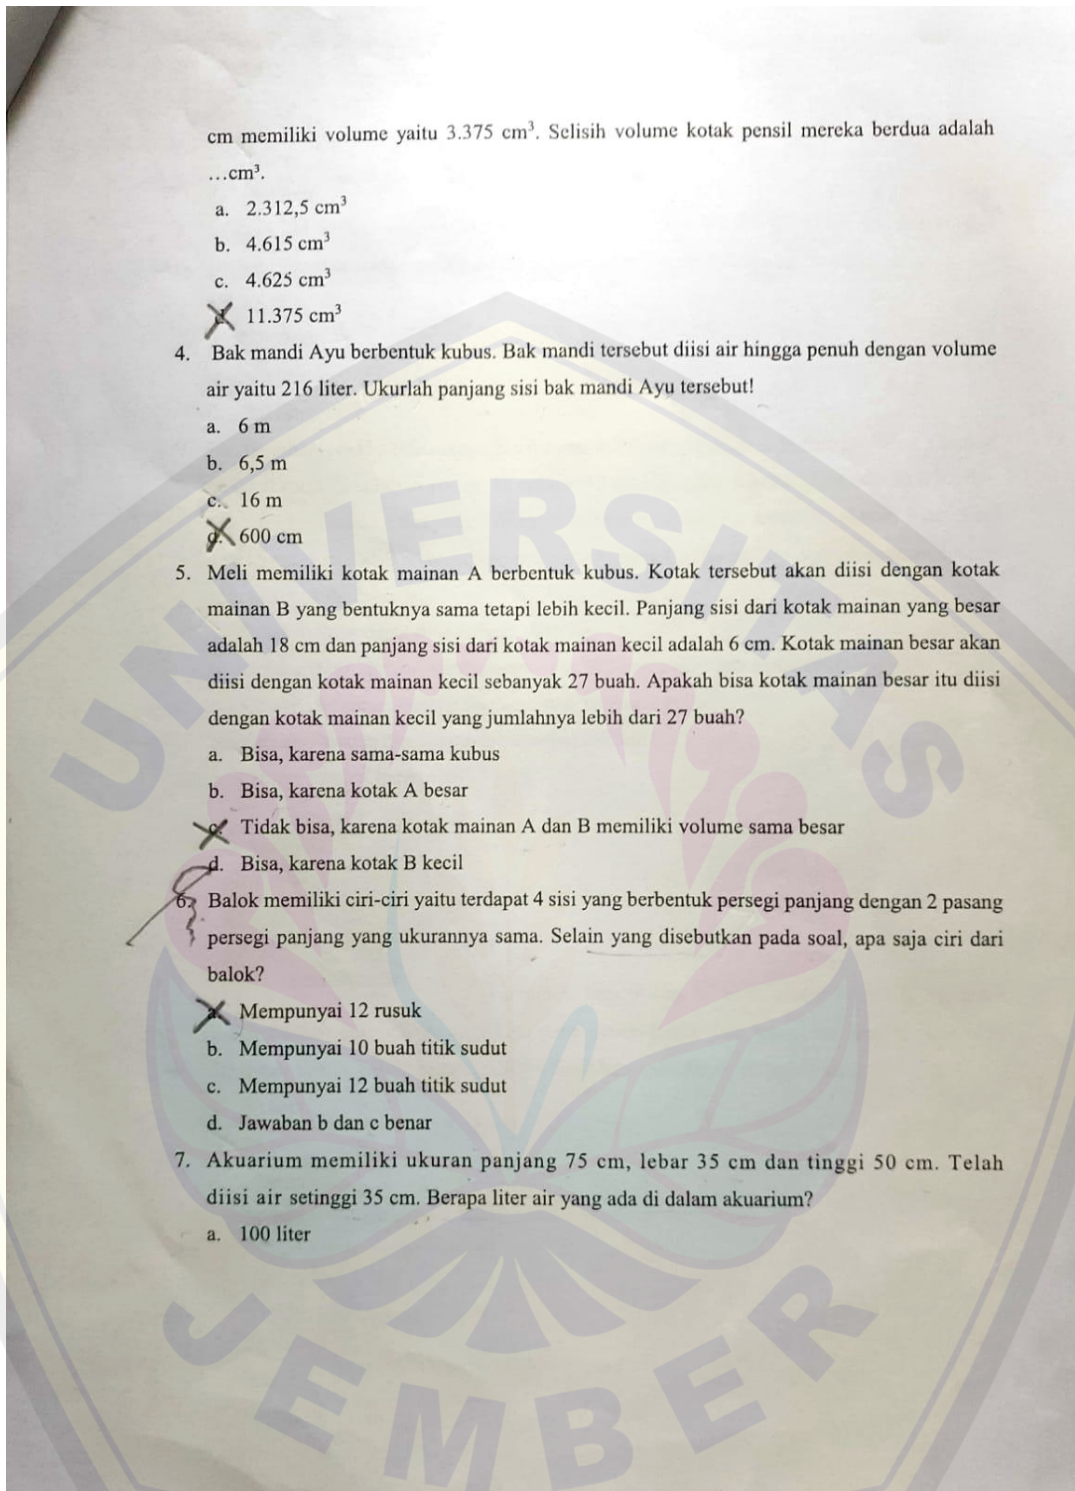 cm memiliki volume yaitu 3.375 cm³. Selisih volume kotak pensil mereka berdua adalah
…cm³.
a. 2.312,5 cm³
b. 4.615 cm³
c. 4.625 cm³
d. 11.375 cm³
4. Bak mandi Ayu berbentuk kubus. Bak mandi tersebut diisi air hingga penuh dengan volume
air yaitu 216 liter. Ukurlah panjang sisi bak mandi Ayu tersebut!
a. 6 m
b. 6,5 m
c. 16 m
d. 600 cm
5. Meli memiliki kotak mainan A berbentuk kubus. Kotak tersebut akan diisi dengan kotak
mainan B yang bentuknya sama tetapi lebih kecil. Panjang sisi dari kotak mainan yang besar
adalah 18 cm dan panjang sisi dari kotak mainan kecil adalah 6 cm. Kotak mainan besar akan
diisi dengan kotak mainan kecil sebanyak 27 buah. Apakah bisa kotak mainan besar itu diisi
dengan kotak mainan kecil yang jumlahnya lebih dari 27 buah?
a. Bisa, karena sama-sama kubus
b. Bisa, karena kotak A besar
c. Tidak bisa, karena kotak mainan A dan B memiliki volume sama besar
d. Bisa, karena kotak B kecil
6. Balok memiliki ciri-ciri yaitu terdapat 4 sisi yang berbentuk persegi panjang dengan 2 pasang
persegi panjang yang ukurannya sama. Selain yang disebutkan pada soal, apa saja ciri dari
balok?
a. Mempunyai 12 rusuk
b. Mempunyai 10 buah titik sudut
c. Mempunyai 12 buah titik sudut
d. Jawaban b dan c benar
7. Akuarium memiliki ukuran panjang 75 cm, lebar 35 cm dan tinggi 50 cm. Telah
diisi air setinggi 35 cm. Berapa liter air yang ada di dalam akuarium?
a. 100 liter
UNIVERSITAS
JEMBER